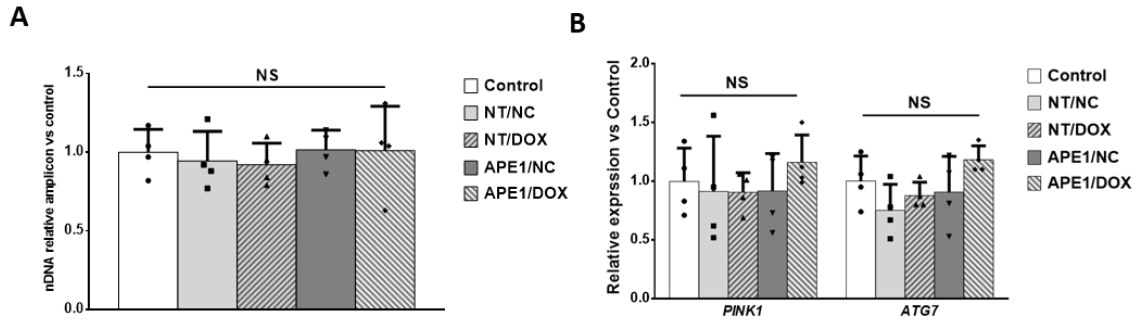 A
nDNA relative amplicon vs control
1.5
1.0
0.5
0.0
NS
Control
NT/NC
NT/DOX
APE1/NC
APE1/DOX
B
Relative exprssion vs Control
2.0
1.5
1.0
0.5
0.0
NS
NS
PINK1
ATG7
Control
NT/NC
NT/DOX
APE1/NC
APE1/DOX